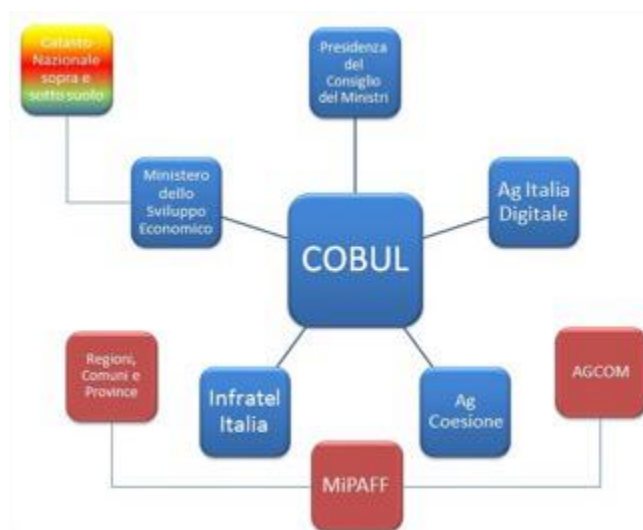 Catasto
Nazionale
sopra e
sotto suolo
Presidenza
del
Consiglio
del Ministri
Ministero
dello
Sviluppo
Economico
Ag Italia
Digitale
COBUL
Regioni,
Comuni e
Province
Infratel
Italia
Ag
Coesione
AGCOM
MiPAFF